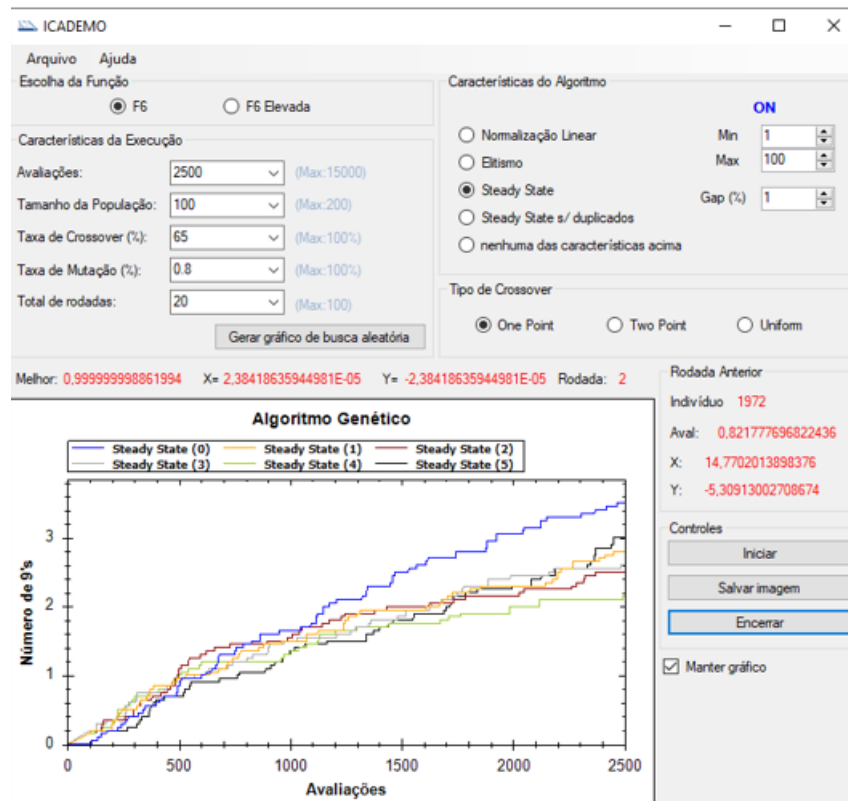 ICADEMO
Arquivo Ajuda
Escolha da Função
F6 F6 Elevada
Características da Execução
Avaliações: 2500 (Max:15000)
Tamanho da População: 100 (Max:200)
Taxa de Crossover (%): 65 (Max:100%)
Taxa de Mutação (%): 0.8 (Max:100%)
Total de rodadas: 20 (Max:100)
Gerar gráfico de busca aleatória
Características do Algoritmo
ON
Normalização Linear Min 1
Elitismo Max 100
Steady State Gap (%) 1
Steady State s/ duplicados
nenhuma das características acima
Tipo de Crossover
One Point Two Point Uniform
Melhor: 0,999999998861994 X= 2,38418635944981E-05 Y= -2,38418635944981E-05 Rodada: 2
Algoritmo Genético
Steady State (0) Steady State (1) Steady State (2)
Steady State (3) Steady State (4) Steady State (5)
Número de 9's
3
2
1
0
0 500 1000 1500 2000 2500
Avaliações
Rodada Anterior
Indivíduo 1972
Aval: 0,821777696822436
X: 14,7702013898376
Y: -5,30913002708674
Controles
Iniciar
Salvar imagem
Encerrar
Manter gráfico